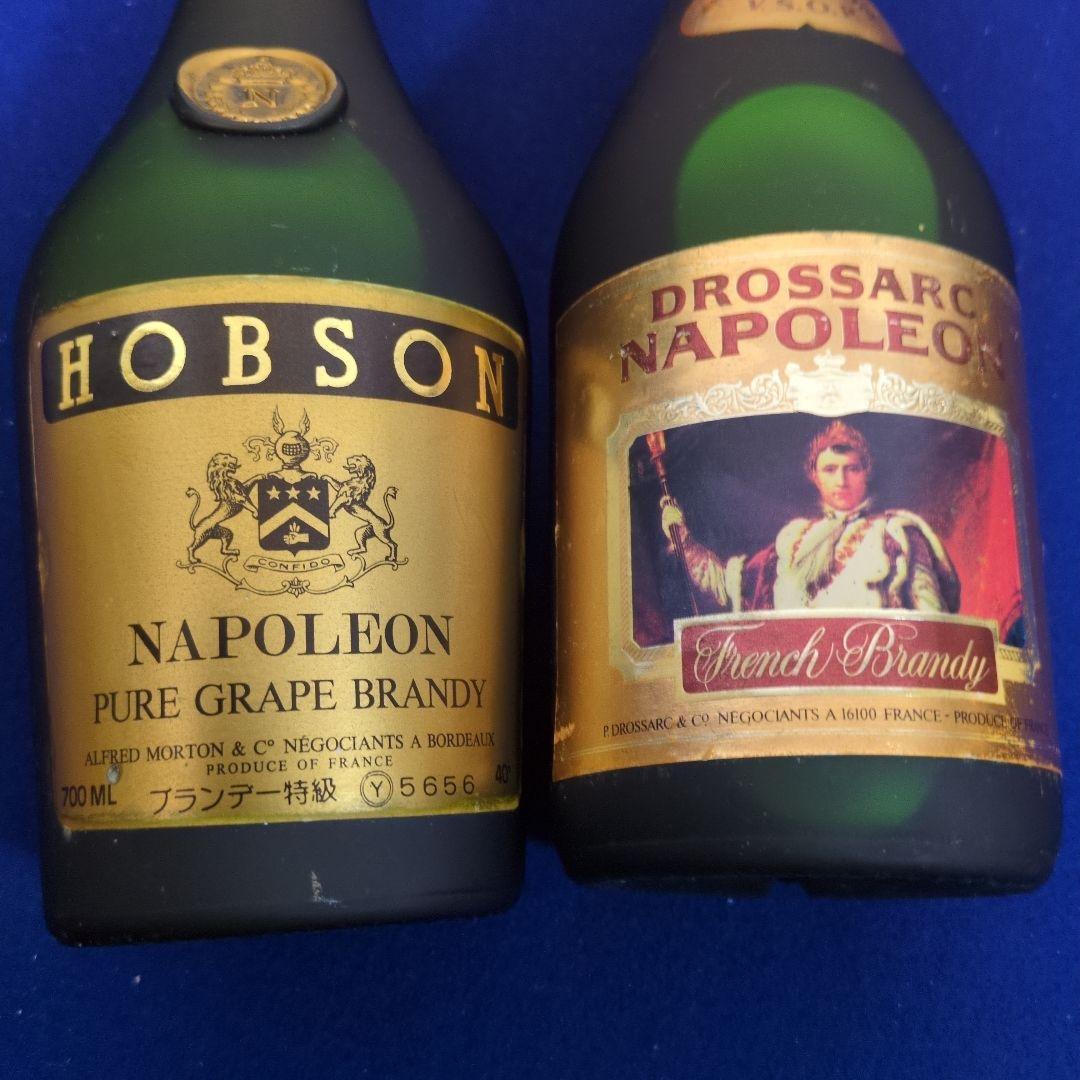 N
HOBSON
CONFIDO
NAPOLEON
PURE GRAPE BRANDY
ALFRED MORTON & Cº NÉGOCIANTS A BORDEAUX
PRODUCE OF FRANCE
700 ML ブランデー特級 Ⓨ 5656 40°
V.S.O.P
DROSSARC
NAPOLEON
French Brandy
P. DROSSARC & Cº NEGOCIANTS A 16100 FRANCE - PRODUCE OF FRANCE